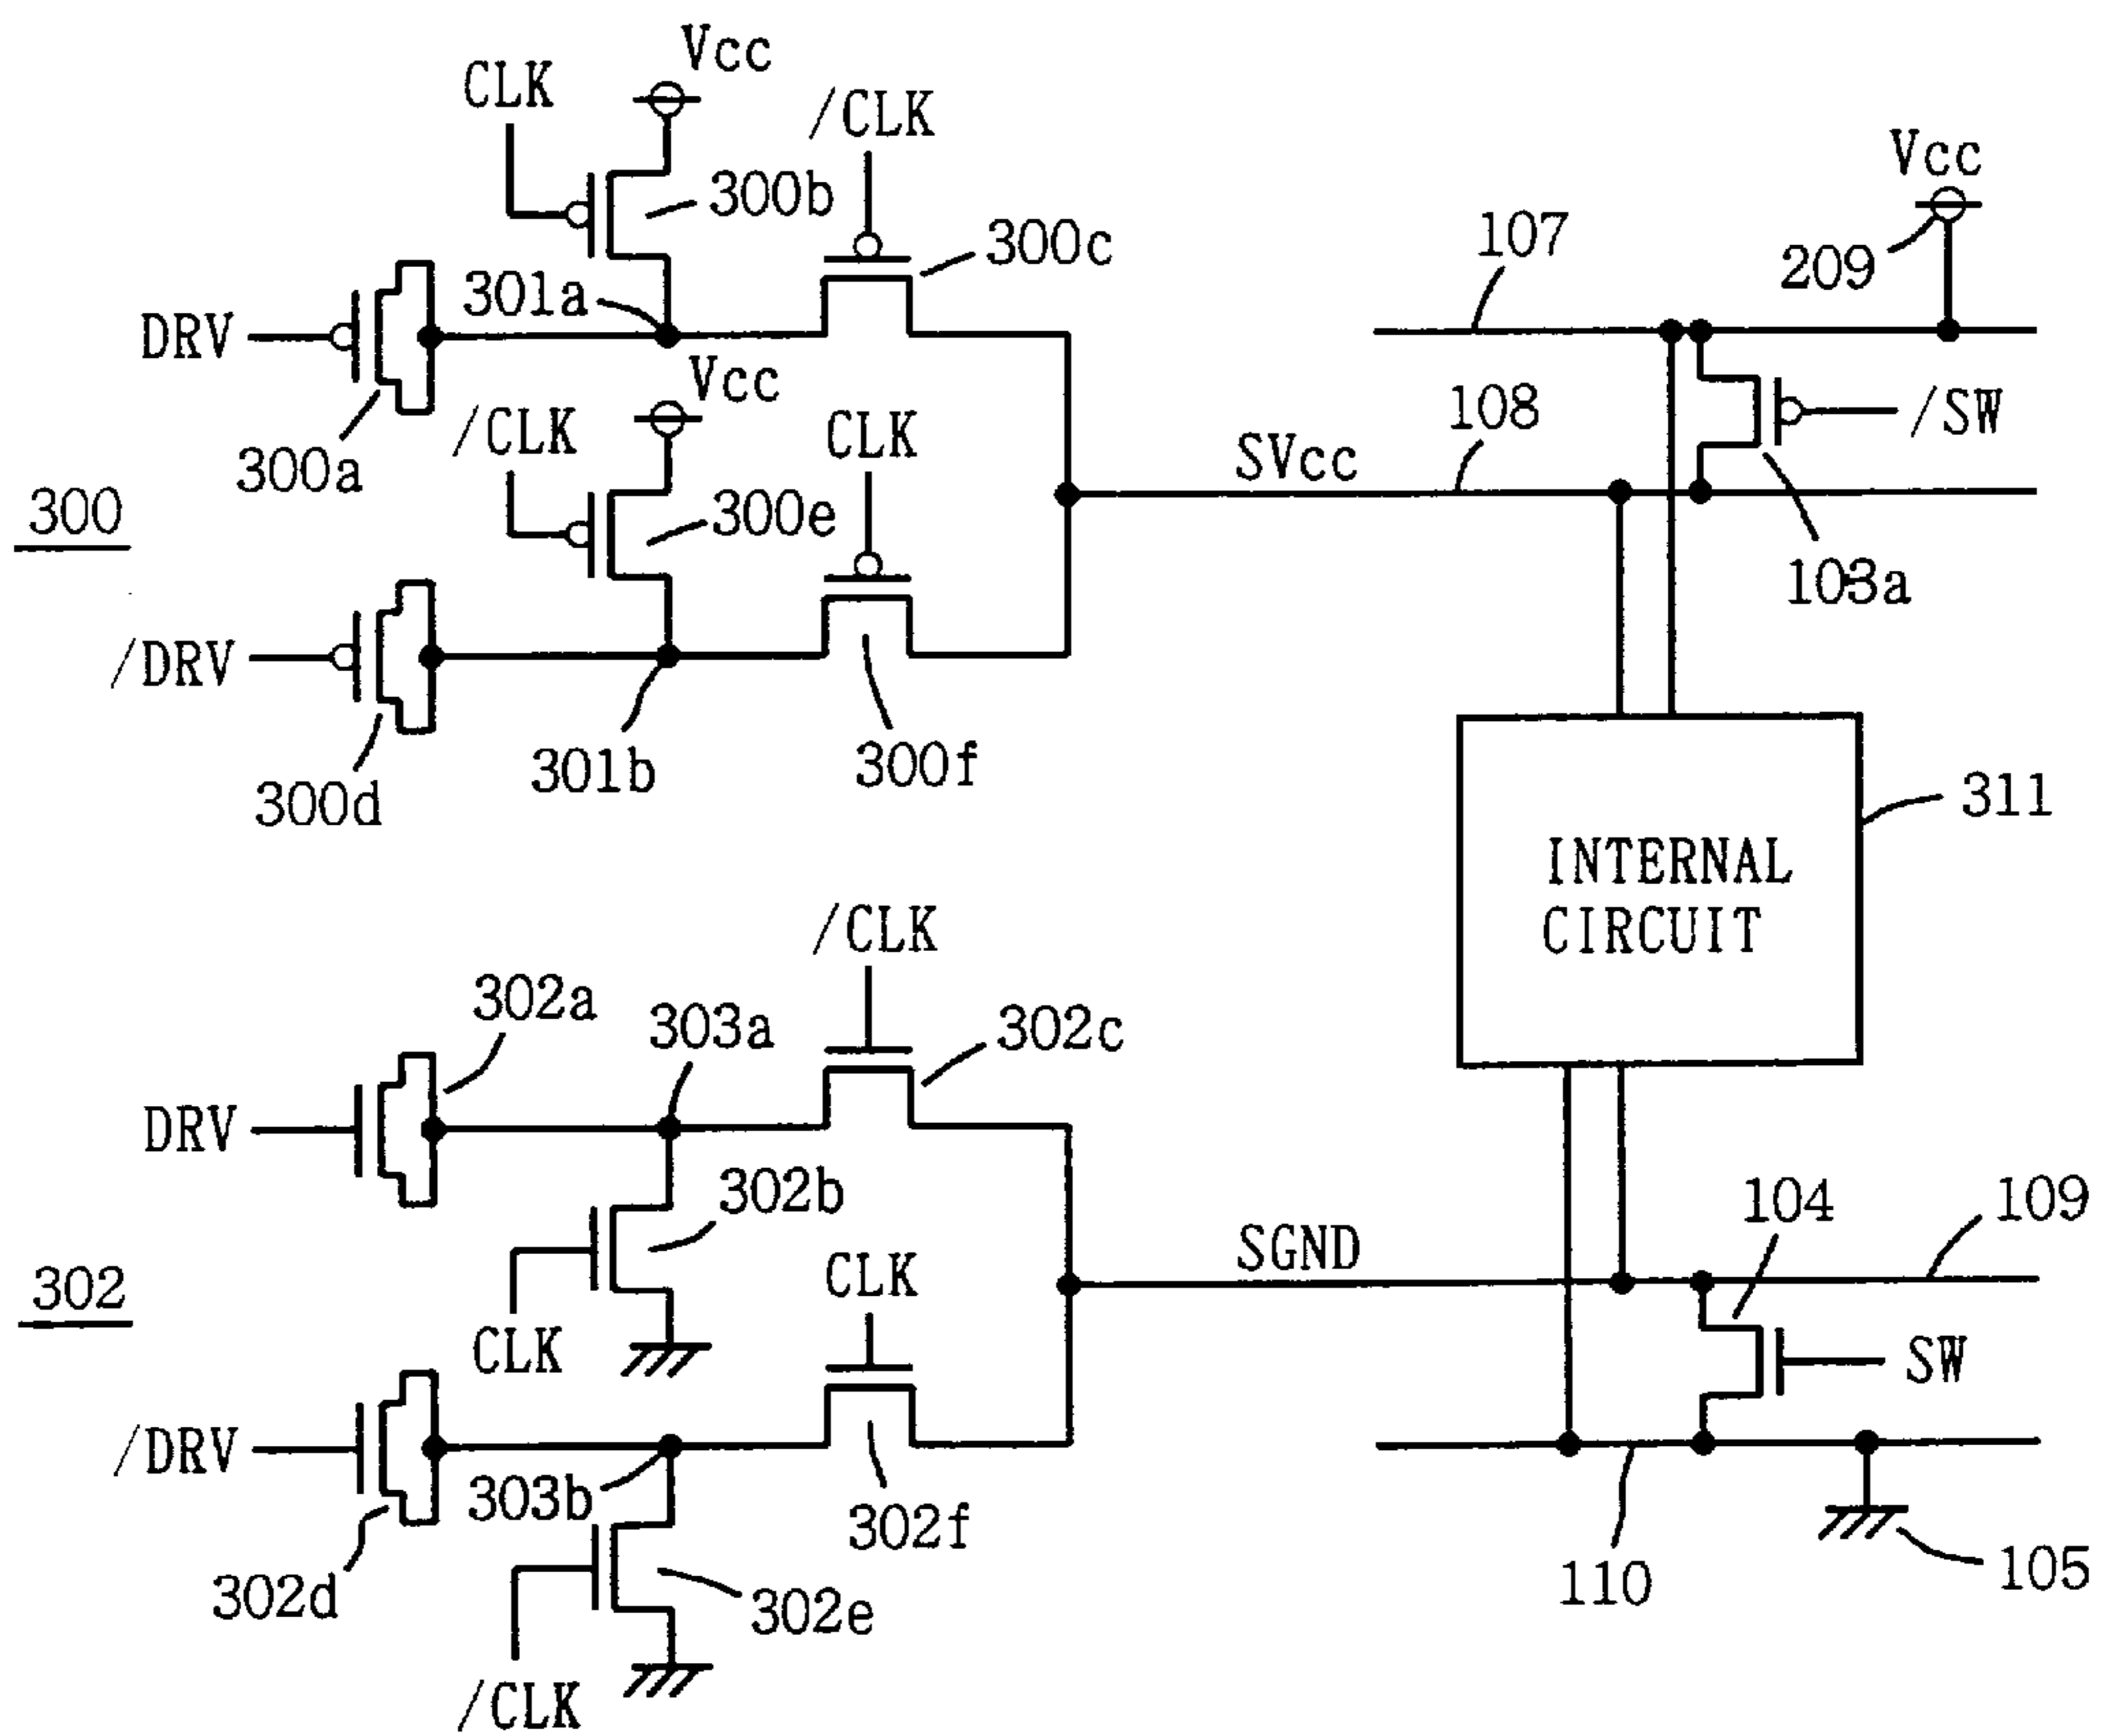 Vcc
CLK
/CLK
300b
300c
301a
DRV
300a
Vcc
/CLK
CLK
300
300e
/DRV
301b
300f
300d
SVcc
107
Vcc
209
108
/SW
103a
311
INTERNAL
CIRCUIT
/CLK
302a
303a
302c
DRV
302b
CLK
302
CLK
/DRV
303b
302f
302d
302e
/CLK
SGND
104
109
SW
110
105